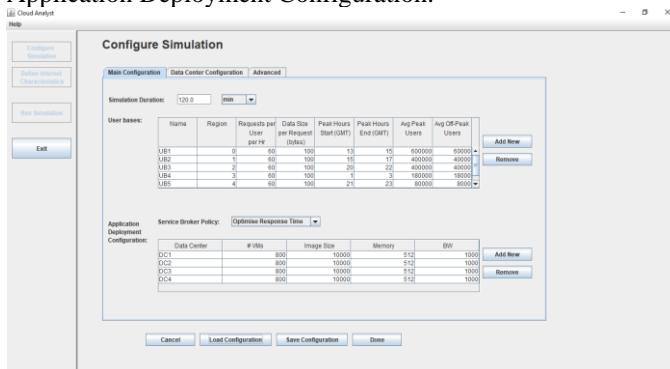 Application Deployment Configuration.
Cloud Analyst
Help
Configure Simulation
Define Internet Characteristics
Run Simulation
Exit
Configure Simulation
Main Configuration Data Center Configuration Advanced
Simulation Duration: 120.0 min
User bases:
Name Region Requests per User per Hr Data Size per Request (bytes) Peak Hours Start (GMT) Peak Hours End (GMT) Avg Peak Users Avg Off-Peak Users
UB1 0 60 100 13 15 600000 60000
UB2 1 60 100 15 17 400000 40000
UB3 2 60 100 20 22 400000 40000
UB4 3 60 100 1 3 180000 18000
UB5 4 60 100 21 23 80000 8000
Add New
Remove
Application Deployment Configuration:
Service Broker Policy: Optimise Response Time
Data Center # VMs Image Size Memory BW
DC1 800 10000 512 1000
DC2 800 10000 512 1000
DC3 800 10000 512 1000
DC4 800 10000 512 1000
Add New
Remove
Cancel Load Configuration Save Configuration Done